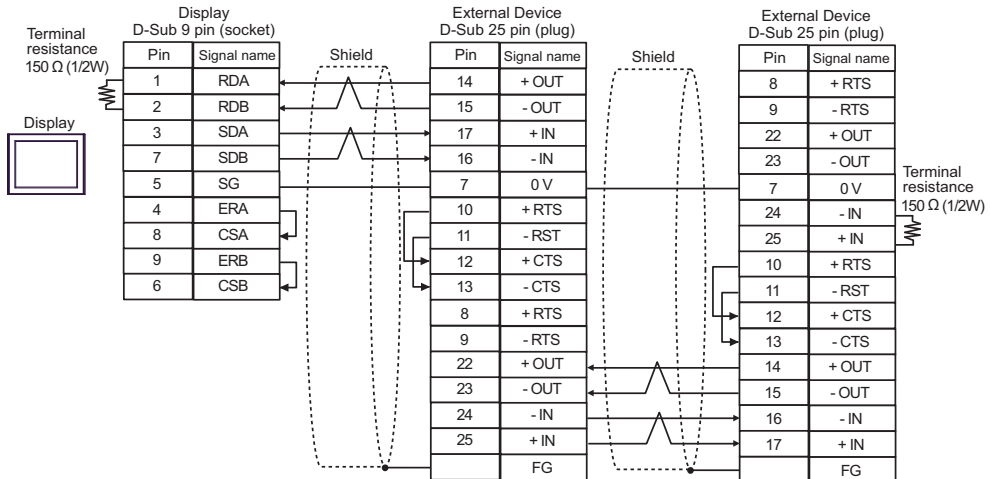 Display
D-Sub 9 pin (socket)
External Device
D-Sub 25 pin (plug)
External Device
D-Sub 25 pin (plug)
Terminal
resistance
150 Ω (1/2W)
Display
Pin Signal name
1 RDA
2 RDB
3 SDA
7 SDB
5 SG
4 ERA
8 CSA
9 ERB
6 CSB
Shield
Pin Signal name
14 + OUT
15 - OUT
17 + IN
16 - IN
7 0 V
10 + RTS
11 - RST
12 + CTS
13 - CTS
8 + RTS
9 - RTS
22 + OUT
23 - OUT
24 - IN
25 + IN
FG
Shield
Pin Signal name
8 + RTS
9 - RTS
22 + OUT
23 - OUT
7 0 V
24 - IN
25 + IN
10 + RTS
11 - RST
12 + CTS
13 - CTS
14 + OUT
15 - OUT
16 - IN
17 + IN
FG
Terminal
resistance
150 Ω (1/2W)